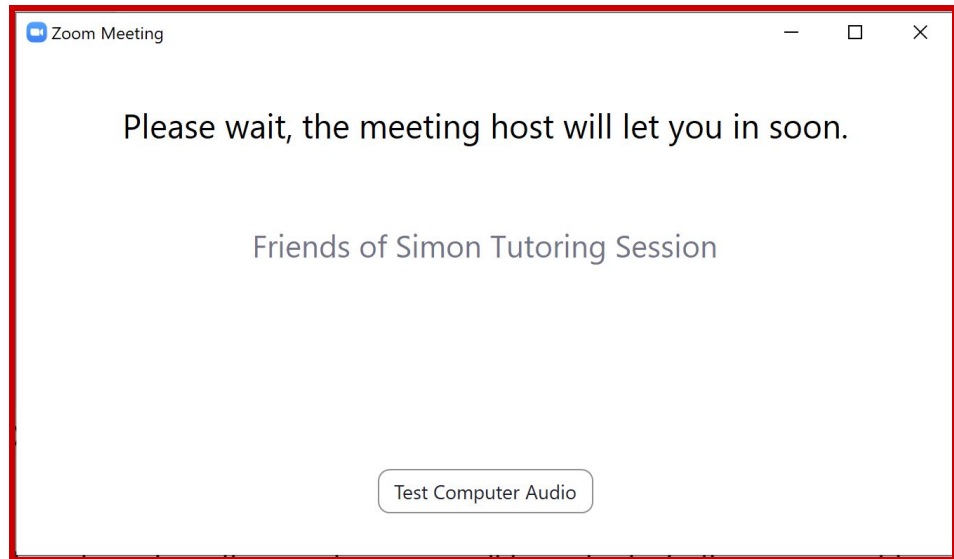 Zoom Meeting
Please wait, the meeting host will let you in soon.
Friends of Simon Tutoring Session
Test Computer Audio